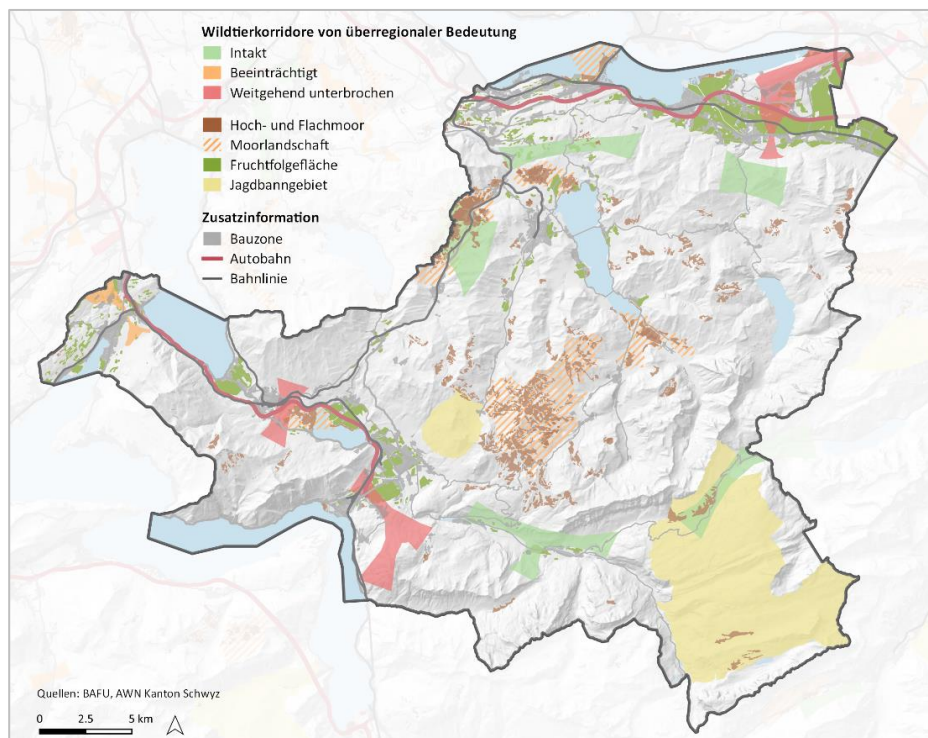 Wildtierkorridore von überregionaler Bedeutung
Intakt
Beeinträchtigt
Weitgehend unterbrochen
Hoch- und Flachmoor
Moorlandschaft
Fruchtfolgefläche
Jagdbanngebiet
Zusatzinformation
Bauzone
Autobahn
Bahnlinie
Quellen: BAFU, AWN Kanton Schwyz
0 2.5 5 km